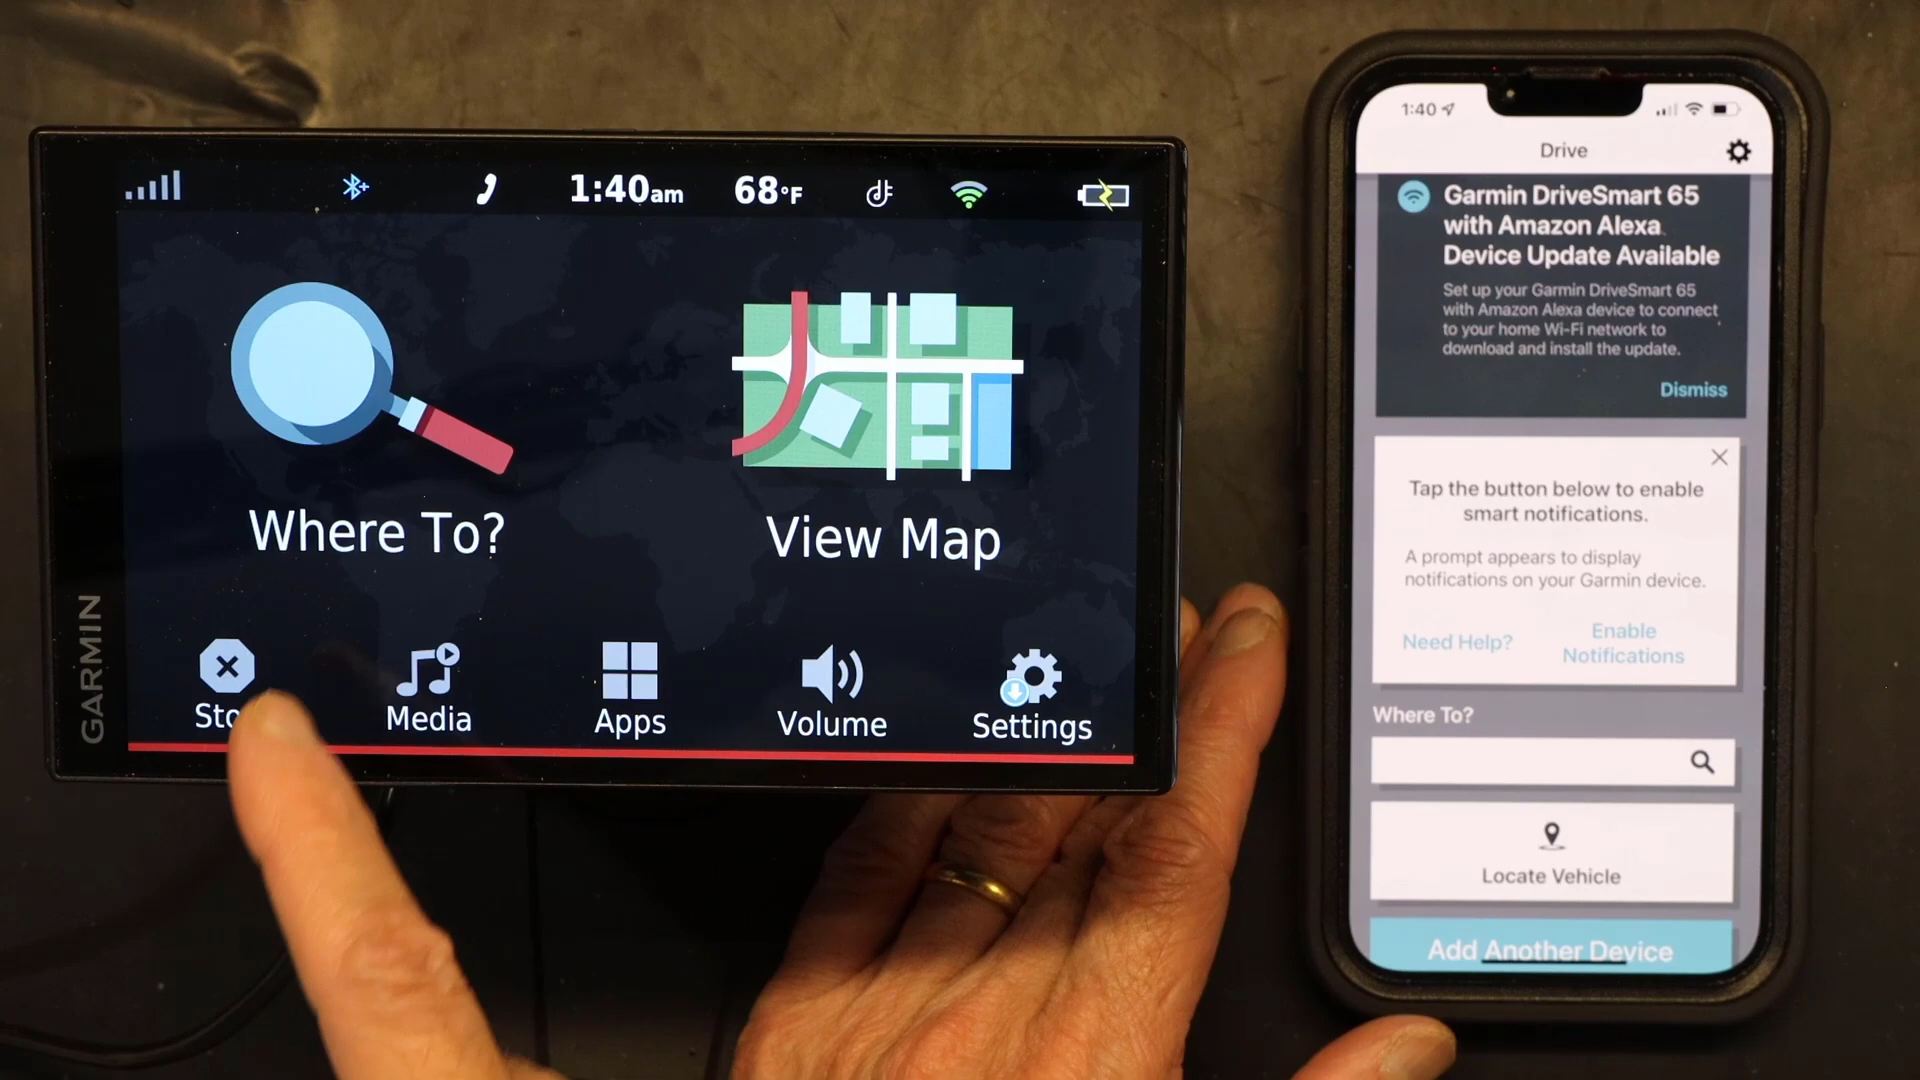 1:40am 68°F
Where To?
View Map
Media
Apps
Volume
Settings
GARMIN
1:40
Drive
Garmin DriveSmart 65
with Amazon Alexa
Device Update Available
Set up your Garmin DriveSmart 65
with Amazon Alexa device to connect
to your home Wi-Fi network to
download and install the update.
Dismiss
Tap the button below to enable
smart notifications.
A prompt appears to display
notifications on your Garmin device.
Need Help?
Enable
Notifications
Where To?
Locate Vehicle
Add Another Device